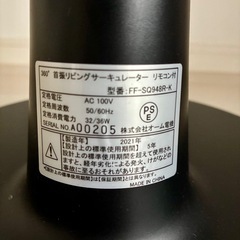 360° 首振リビングサーキュレーター リモコン付
型番:FF-SQ948R-K
定格電圧 AC 100V
定格周波数 50/60Hz
定格消費電力 32/36W
SERIAL NO.A00205 株式会社オーム電機
PSE
【製造年】 2021年
【設計上の標準使用期間】 5年
設計上の標準使用期間を超えて使用されますと、
経年劣化による発火・けが等の事故に
至るおそれがあります。